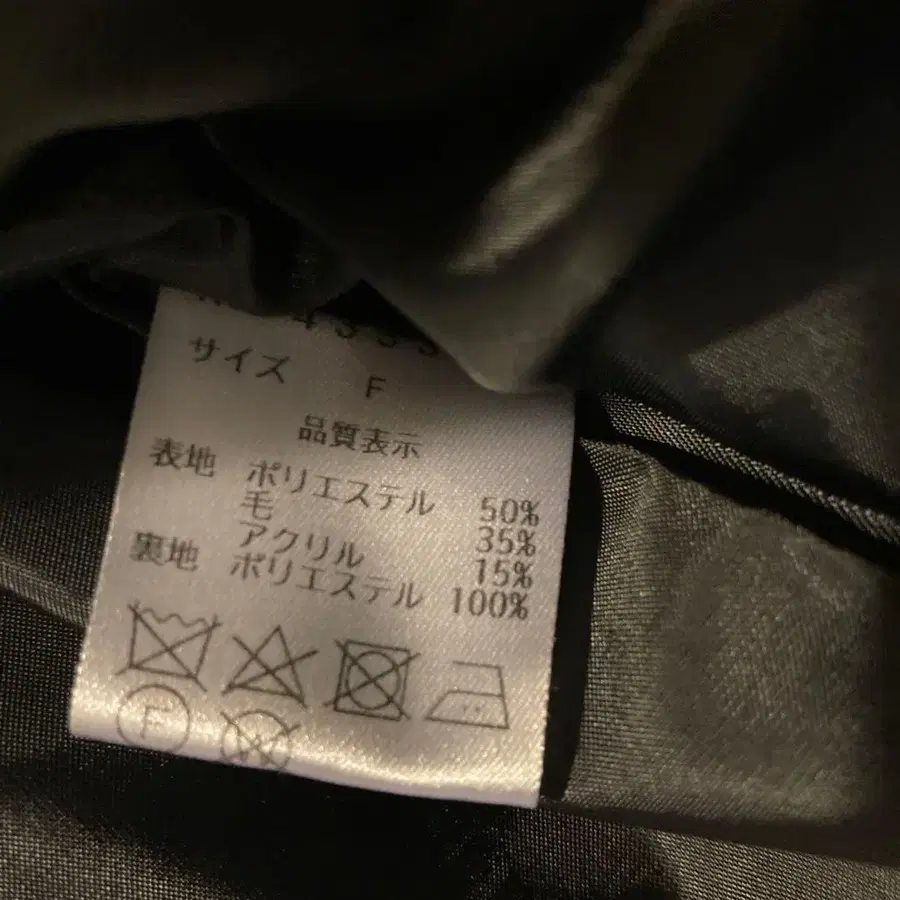 サイズ F
品質表示
表地 ポリエステル 50%
毛 35%
アクリル 15%
裏地 ポリエステル 100%
F
W